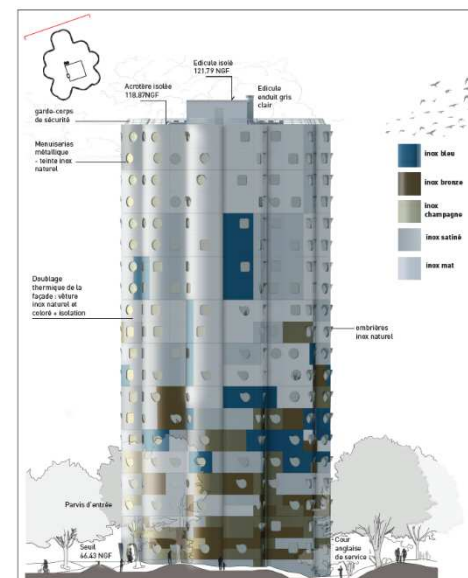 Edicule isolé
121.79 NGF
Acrotère isolée
118.87NGF
Edicule
enduit gris
clair
garde-corps
de sécurité
Menuiseries
métallique
- teinte inox
naturel
inox bleu
inox bronze
inox
champagne
inox satiné
inox mat
Doublage
thermique de la
façade : vêture
inox naturel et
coloré + isolation
ombrières
inox naturel
Parvis d'entrée
Seuil
66.43 NGF
Cour
anglaise
de service